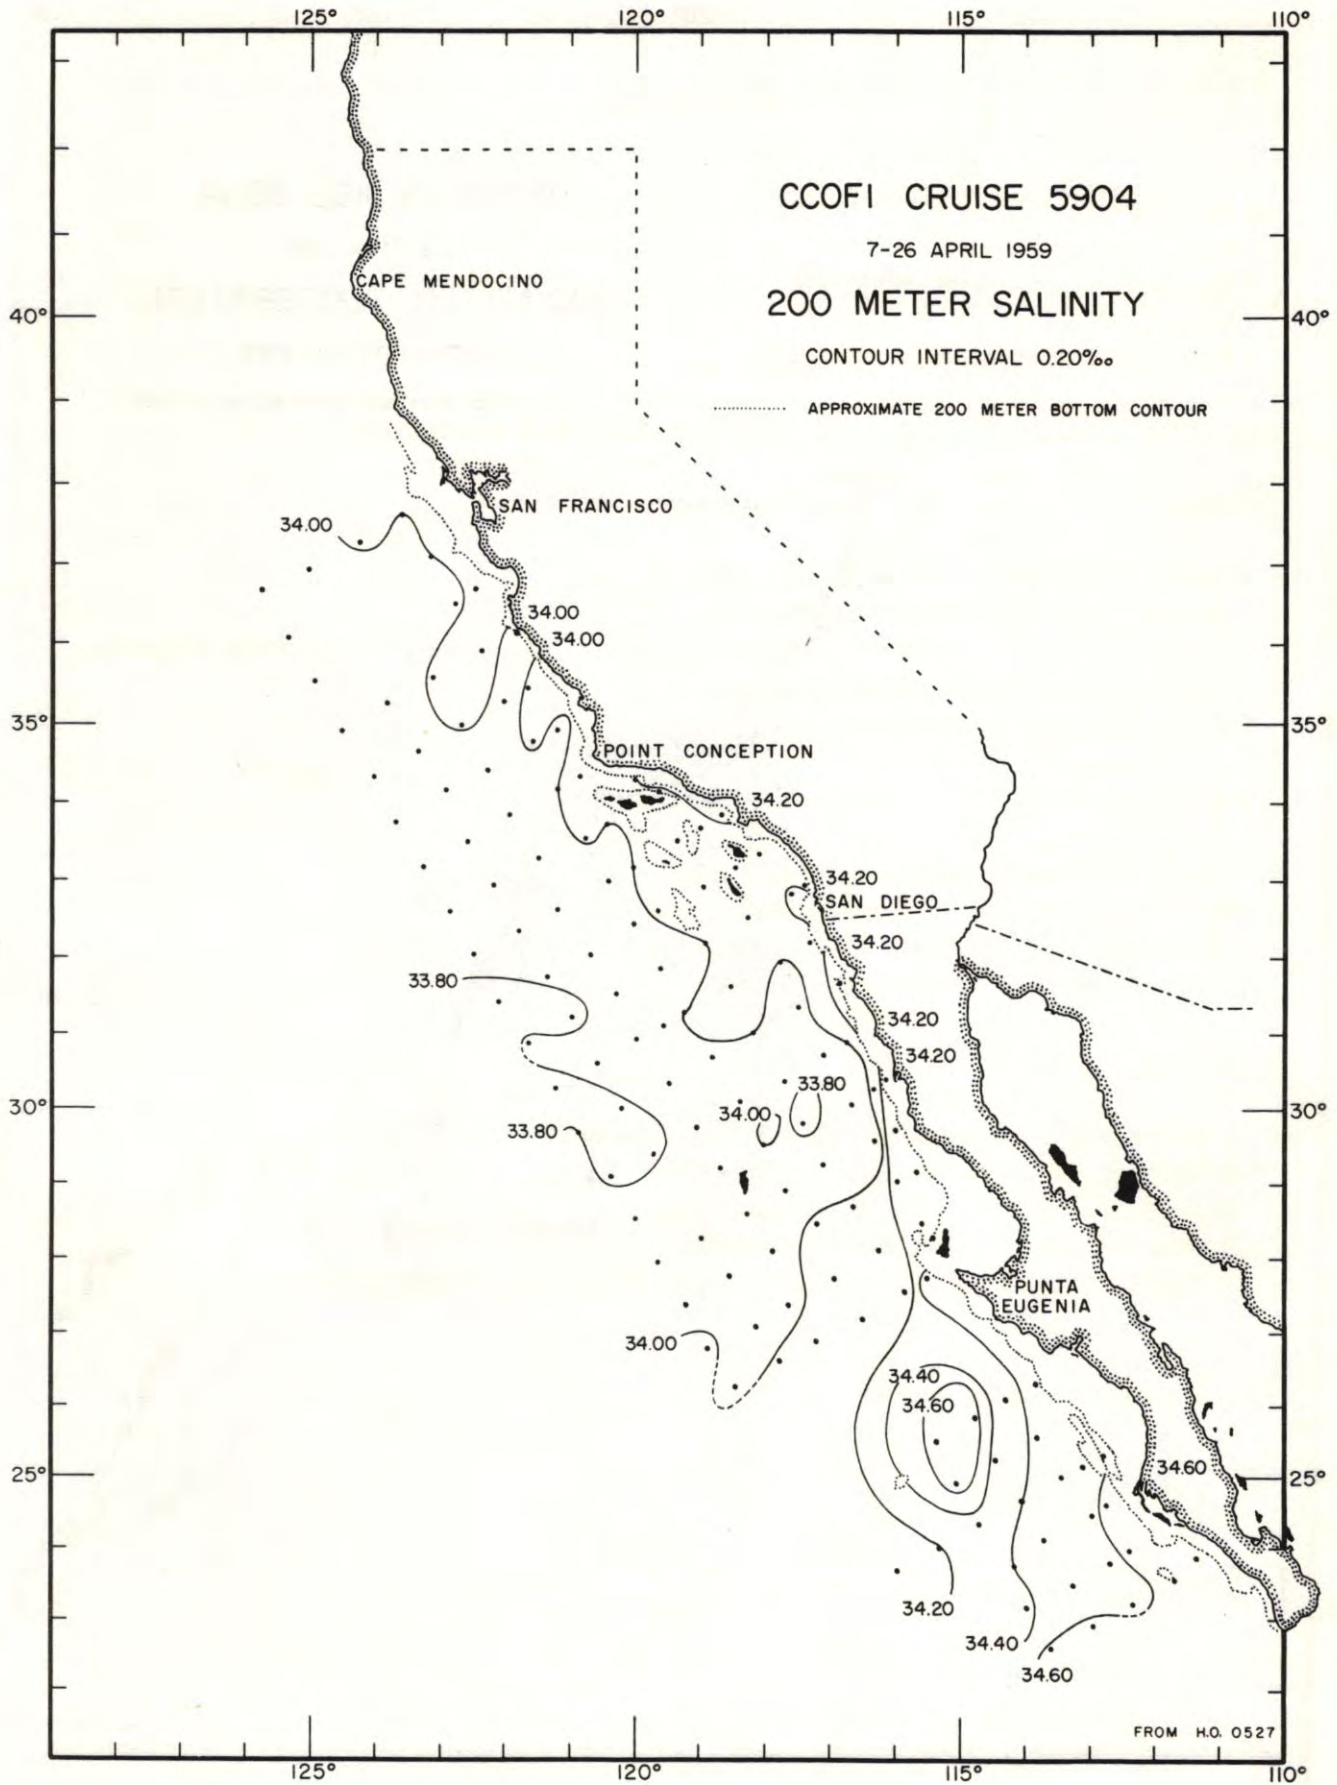 125° 120° 115° 110°
CCOFI CRUISE 5904
7-26 APRIL 1959
CAPE MENDOCINO
200 METER SALINITY
40° 40°
CONTOUR INTERVAL 0.20‰
APPROXIMATE 200 METER BOTTOM CONTOUR
SAN FRANCISCO
34.00
34.00
34.00
35° 35°
POINT CONCEPTION
34.20
34.20
SAN DIEGO
34.20
33.80
34.20
34.20
33.80
30° 34.00 30°
33.80
PUNTA
EUGENIA
34.00
34.40
34.60
34.60
25° 25°
34.20
34.40
34.60
FROM H.O. 0527
125° 120° 115° 110°